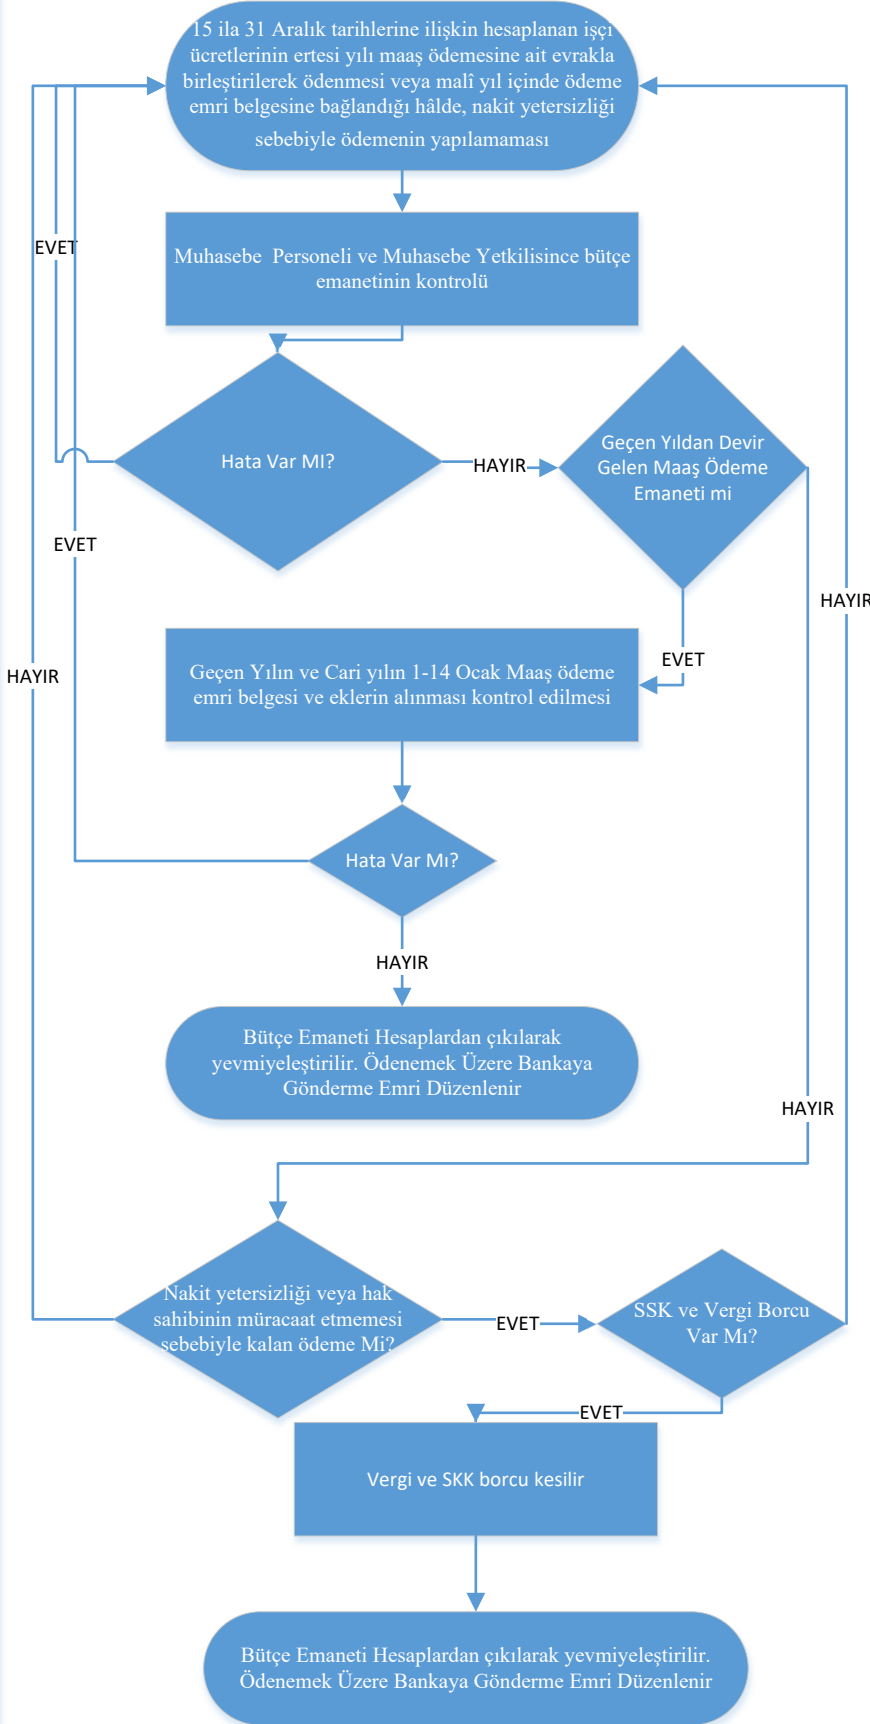 15 ila 31 Aralık tarihlerine ilişkin hesaplanan işçi
ücretlerinin ertesi yılı maaş ödemesine ait evrakla
birleştirilerek ödenmesi veya malî yıl içinde ödeme
emri belgesine bağlandığı hâlde, nakit yetersizliği
sebebiyle ödemenin yapılamaması
EVET
Muhasebe  Personeli ve Muhasebe Yetkilisince bütçe
emanetinin kontrolü
Hata Var MI?
HAYIR
Geçen Yıldan Devir
Gelen Maaş Ödeme
Emaneti mi
EVET
HAYIR
EVET
HAYIR
Geçen Yılın ve Cari yılın 1-14 Ocak Maaş ödeme
emri belgesi ve eklerin alınması kontrol edilmesi
Hata Var Mı?
HAYIR
Bütçe Emaneti Hesaplardan çıkılarak
yevmiyeleştirilir. Ödenemek Üzere Bankaya
Gönderme Emri Düzenlenir
HAYIR
Nakit yetersizliği veya hak
sahibinin müracaat etmemesi
sebebiyle kalan ödeme Mi?
EVET
SSK ve Vergi Borcu
Var Mı?
EVET
Vergi ve SKK borcu kesilir
Bütçe Emaneti Hesaplardan çıkılarak yevmiyeleştirilir.
Ödenemek Üzere Bankaya Gönderme Emri Düzenlenir